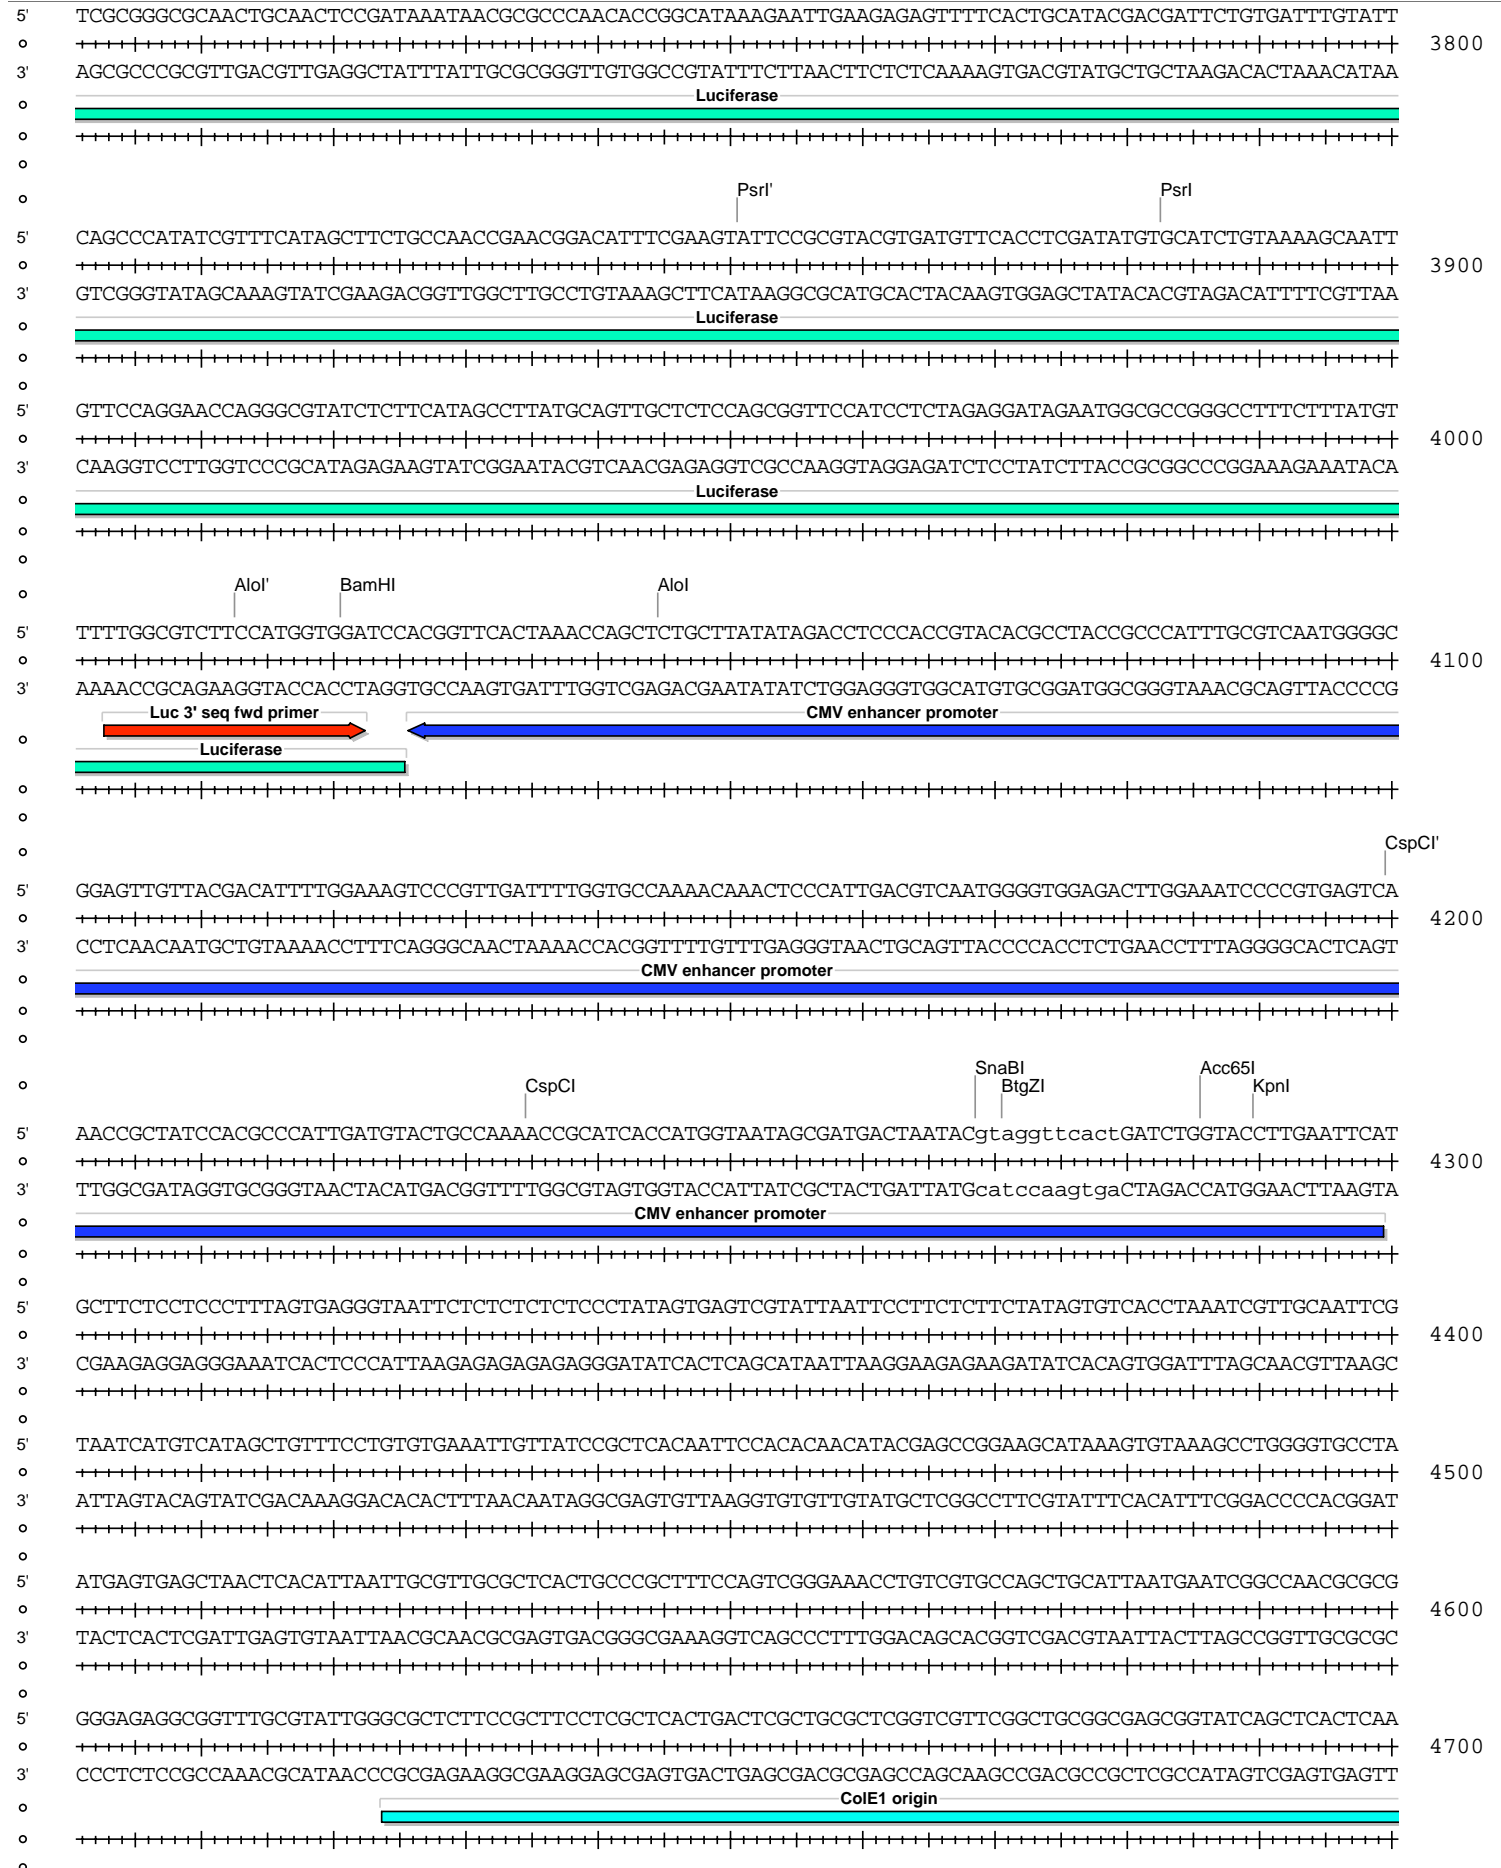 5' TCGCGGGCGCAACTGCAACTCCGATAAATAACGCGCCCAACACCGGCATAAAGAATTGAAGAGAGTTTTCACTGCATACGACGATTCTGTGATTTGTATT
3800
3' AGCGCCCGCGTTGACGTTGAGGCTATTTATTGCGCGGGTTGTGGCCGTATTTCTTAACTTCTCTCAAAAGTGACGTATGCTGCTAAGACACTAAACATAA
Luciferase
PsrI' PsrI
5' CAGCCCATATCGTTTCATAGCTTCTGCCAACCGAACGGACATTTCGAAGTATTCCGCGTACGTGATGTTCACCTCGATATGTGCATCTGTAAAAGCAATT
3900
3' GTCGGGTATAGCAAAGTATCGAAGACGGTTGGCTTGCCTGTAAAGCTTCATAAGGCGCATGCACTACAAGTGGAGCTATACACGTAGACATTTTCGTTAA
Luciferase
5' GTTCCAGGAACCAGGGCGTATCTCTTCATAGCCTTATGCAGTTGCTCTCCAGCGGTTCCATCCTCTAGAGGATAGAATGGCGCCGGGCCTTTCTTTATGT
4000
3' CAAGGTCCTTGGTCCCGCATAGAGAAGTATCGGAATACGTCAACGAGAGGTCGCCAAGGTAGGAGATCTCCTATCTTACCGCGGCCCGGAAAGAAATACA
Luciferase
AloI' BamHI AloI
5' TTTTGGCGTCTTCCATGGTGGATCCACGGTTCACTAAACCAGCTCTGCTTATATAGACCTCCCACCGTACACGCCTACCGCCCATTTGCGTCAATGGGGC
4100
3' AAAACCGCAGAAGGTACCACCTAGGTGCCAAGTGATTTGGTCGAGACGAATATATCTGGAGGGTGGCATGTGCGGATGGCGGGTAAACGCAGTTACCCCG
Luc 3' seq fwd primer CMV enhancer promoter
Luciferase
CspCI'
5' GGAGTTGTTACGACATTTTGGAAAGTCCCGTTGATTTTGGTGCCAAAACAAACTCCCATTGACGTCAATGGGGTGGAGACTTGGAAATCCCCGTGAGTCA
4200
3' CCTCAACAATGCTGTAAAACCTTTCAGGGCAACTAAAACCACGGTTTTGTTTGAGGGTAACTGCAGTTACCCCACCTCTGAACCTTTAGGGGCACTCAGT
CMV enhancer promoter
SnaBI Acc65I
CspCI BtgZI KpnI
5' AACCGCTATCCACGCCCATTGATGTACTGCCAAAACCGCATCACCATGGTAATAGCGATGACTAATACgtaggttcactGATCTGGTACCTTGAATTCAT
4300
3' TTGGCGATAGGTGCGGGTAACTACATGACGGTTTTGGCGTAGTGGTACCATTATCGCTACTGATTATGcatccaagtgaCTAGACCATGGAACTTAAGTA
CMV enhancer promoter
5' GCTTCTCCTCCCTTTAGTGAGGGTAATTCTCTCTCTCTCCCTATAGTGAGTCGTATTAATTCCTTCTCTTCTATAGTGTCACCTAAATCGTTGCAATTCG
4400
3' CGAAGAGGAGGGAAATCACTCCCATTAAGAGAGAGAGAGGGATATCACTCAGCATAATTAAGGAAGAGAAGATATCACAGTGGATTTAGCAACGTTAAGC
5' TAATCATGTCATAGCTGTTTCCTGTGTGAAATTGTTATCCGCTCACAATTCCACACAACATACGAGCCGGAAGCATAAAGTGTAAAGCCTGGGGTGCCTA
4500
3' ATTAGTACAGTATCGACAAAGGACACACTTTAACAATAGGCGAGTGTTAAGGTGTGTTGTATGCTCGGCCTTCGTATTTCACATTTCGGACCCCACGGAT
5' ATGAGTGAGCTAACTCACATTAATTGCGTTGCGCTCACTGCCCGCTTTCCAGTCGGGAAACCTGTCGTGCCAGCTGCATTAATGAATCGGCCAACGCGCG
4600
3' TACTCACTCGATTGAGTGTAATTAACGCAACGCGAGTGACGGGCGAAAGGTCAGCCCTTTGGACAGCACGGTCGACGTAATTACTTAGCCGGTTGCGCGC
5' GGGAGAGGCGGTTTGCGTATTGGGCGCTCTTCCGCTTCCTCGCTCACTGACTCGCTGCGCTCGGTCGTTCGGCTGCGGCGAGCGGTATCAGCTCACTCAA
4700
3' CCCTCTCCGCCAAACGCATAACCCGCGAGAAGGCGAAGGAGCGAGTGACTGAGCGACGCGAGCCAGCAAGCCGACGCCGCTCGCCATAGTCGAGTGAGTT
ColE1 origin